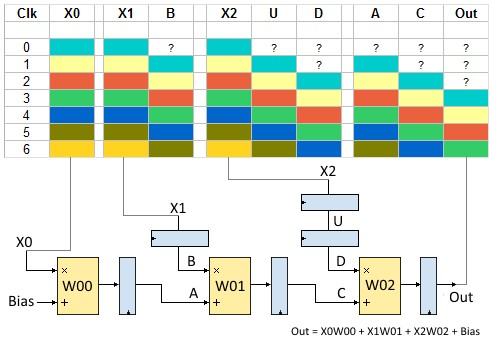 Clk X0 X1 B X2 U D A C Out
0 ? ? ? ? ? ?
1 ? ? ?
2 ?
3
4
5
6
X2
X1
U
X0
B D
W00 W01 W02
A C
Bias Out
Out = X0W00 + X1W01 + X2W02 + Bias